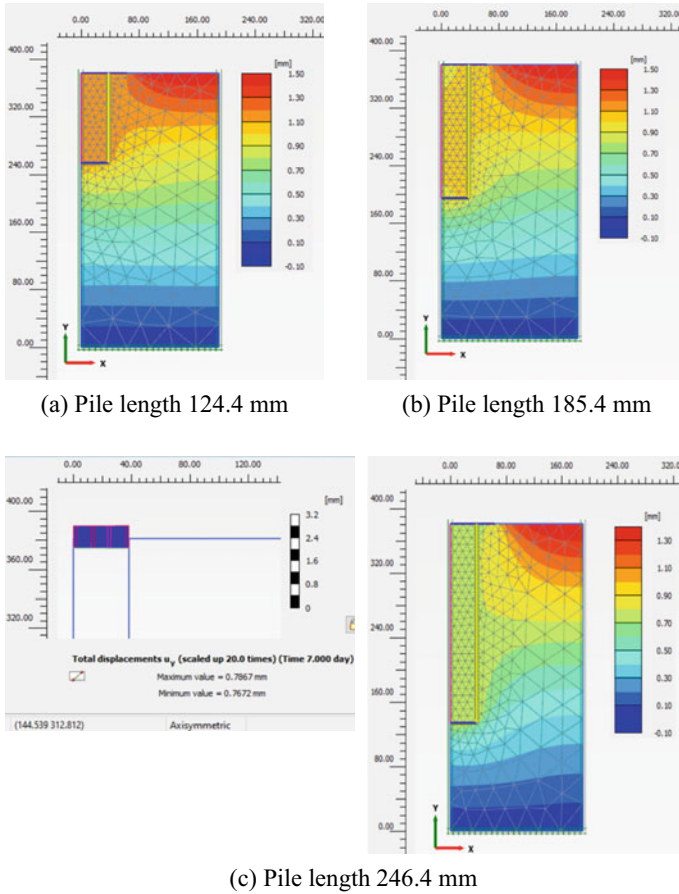 0.00 80.00 160.00 240.00 320.00
400.00
320.00
240.00
160.00
80.00
0.00
[mm]
1.50
1.30
1.10
0.90
0.70
0.50
0.30
0.10
-0.10
Y
X
(a) Pile length 124.4 mm
0.00 80.00 160.00 240.00 320.0
400.00
320.00
240.00
160.00
80.00
0.00
[mm]
1.50
1.30
1.10
0.90
0.70
0.50
0.30
0.10
-0.10
Y
X
(b) Pile length 185.4 mm
0.00 40.00 80.00 120.00
400.00
360.00
320.00
[mm]
3.2
2.4
1.6
0.8
0
Total displacements uy (scaled up 20.0 times) (Time 7.000 day)
Maximum value = 0.7867 mm
Minimum value = 0.7672 mm
(144.539 312.812) Axisymmetric
0.00 80.00 160.00 240.00 320.
400.00
320.00
240.00
160.00
80.00
0.00
[mm]
1.30
1.10
0.90
0.70
0.50
0.30
0.10
-0.10
Y
X
(c) Pile length 246.4 mm